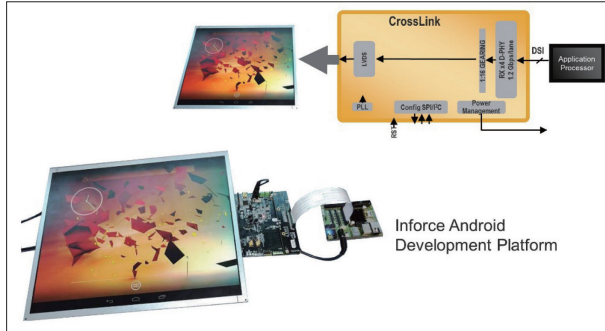 CrossLink
LVDS
1:16 GEARING
RX x4 D-PHY
1.2 Gbps/lane
DSI
Application
Processor
PLL
Config SPI/I²C
Power
Management
RST
Inforce Android
Development Platform